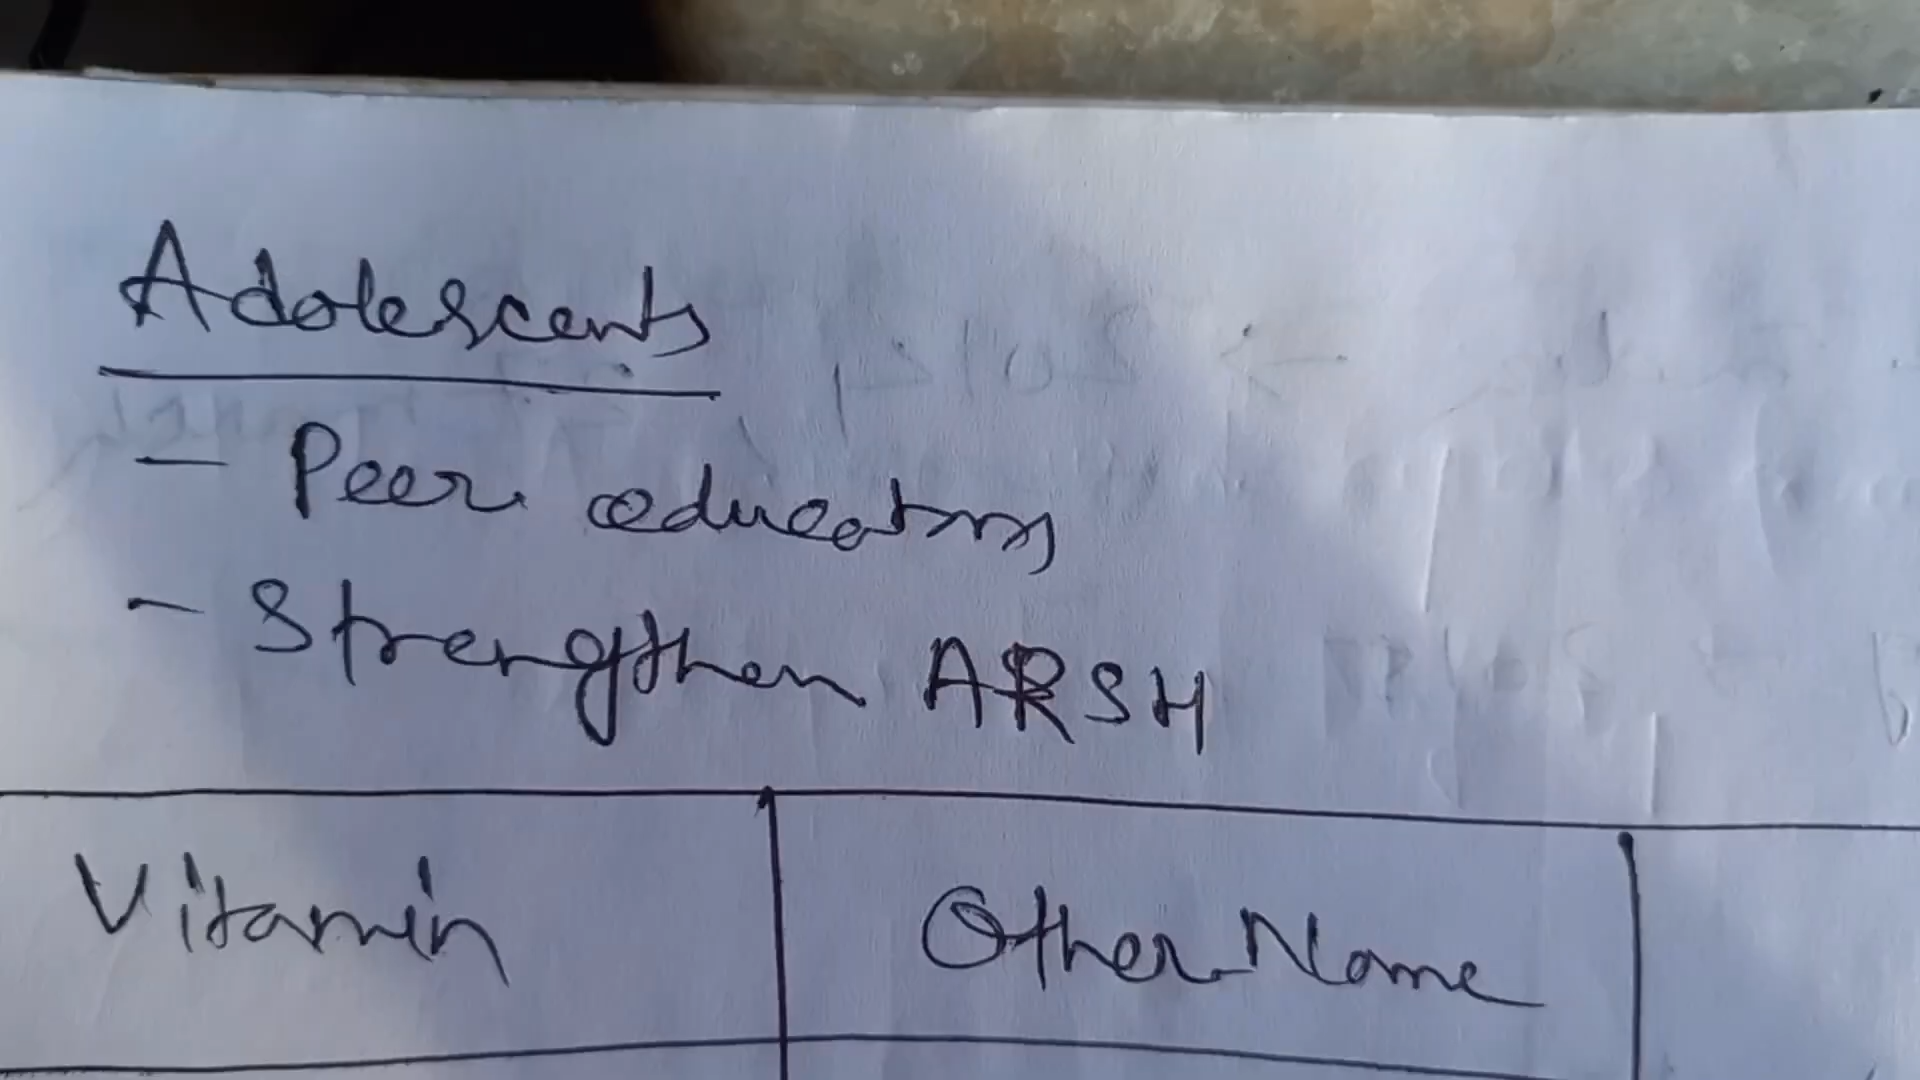 Adolescents
- Peer educators
- Strengthen ARSH
Vitamin
Other Name